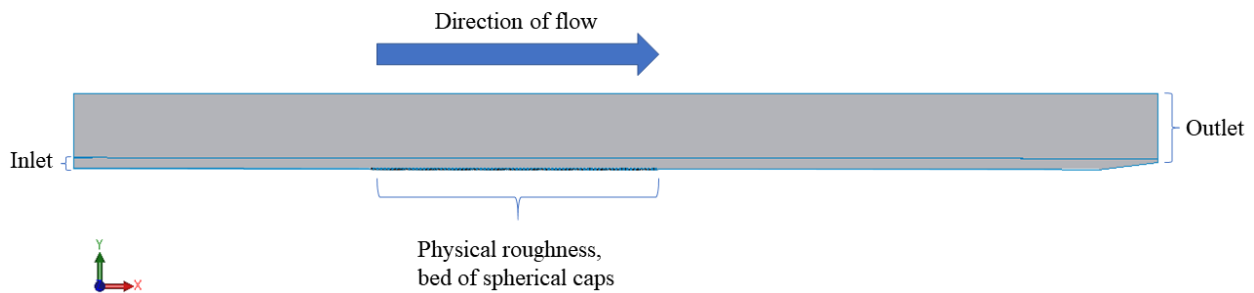 Direction of flow
Inlet
Outlet
Physical roughness,
bed of spherical caps
Y
X